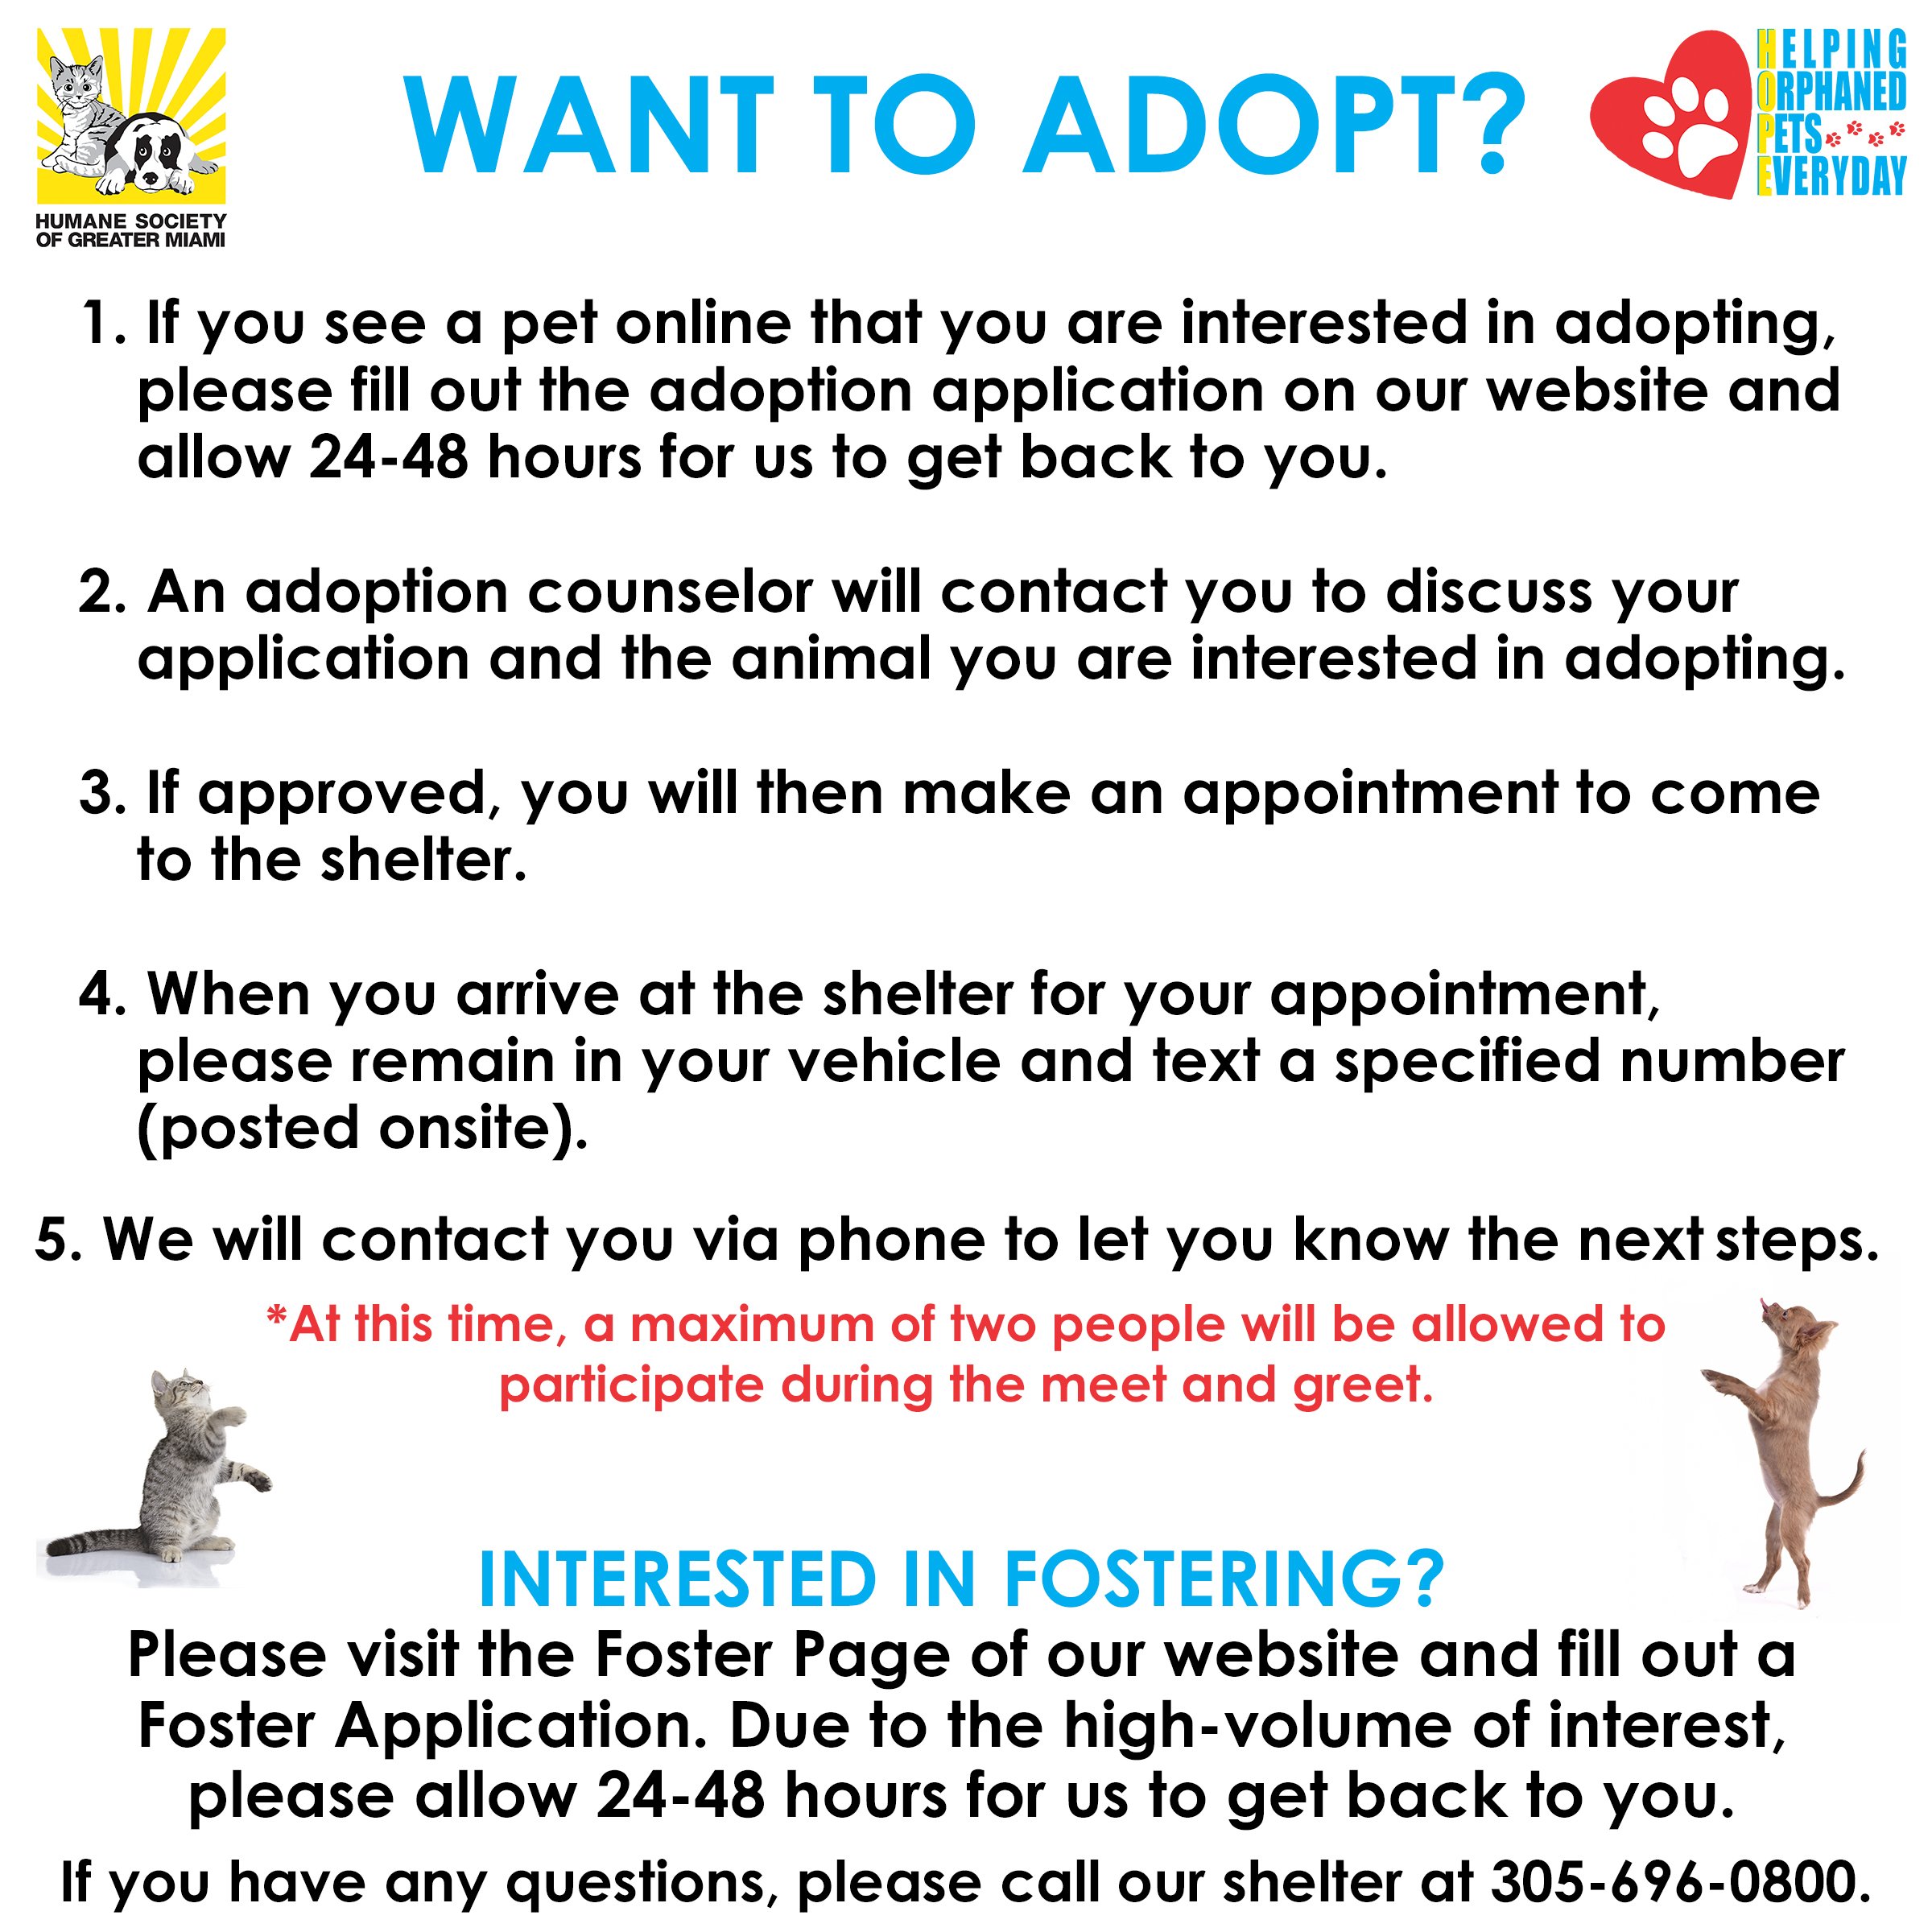 HUMANE SOCIETY
OF GREATER MIAMI
WANT TO ADOPT?
HELPING
ORPHANED
PETS
EVERYDAY
1. If you see a pet online that you are interested in adopting,
please fill out the adoption application on our website and
allow 24-48 hours for us to get back to you.
2. An adoption counselor will contact you to discuss your
application and the animal you are interested in adopting.
3. If approved, you will then make an appointment to come
to the shelter.
4. When you arrive at the shelter for your appointment,
please remain in your vehicle and text a specified number
(posted onsite).
5. We will contact you via phone to let you know the next steps.
*At this time, a maximum of two people will be allowed to
participate during the meet and greet.
INTERESTED IN FOSTERING?
Please visit the Foster Page of our website and fill out a
Foster Application. Due to the high-volume of interest,
please allow 24-48 hours for us to get back to you.
If you have any questions, please call our shelter at 305-696-0800.